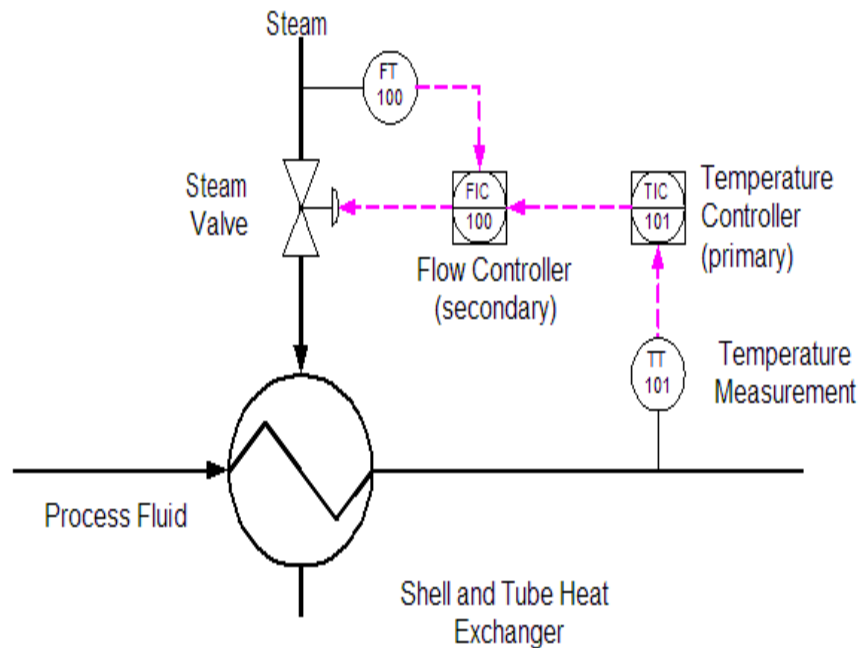 Steam
FT
100
Steam
Valve
FIC
100
TIC
101
Temperature
Controller
(primary)
Flow Controller
(secondary)
TT
101
Temperature
Measurement
Process Fluid
Shell and Tube Heat
Exchanger